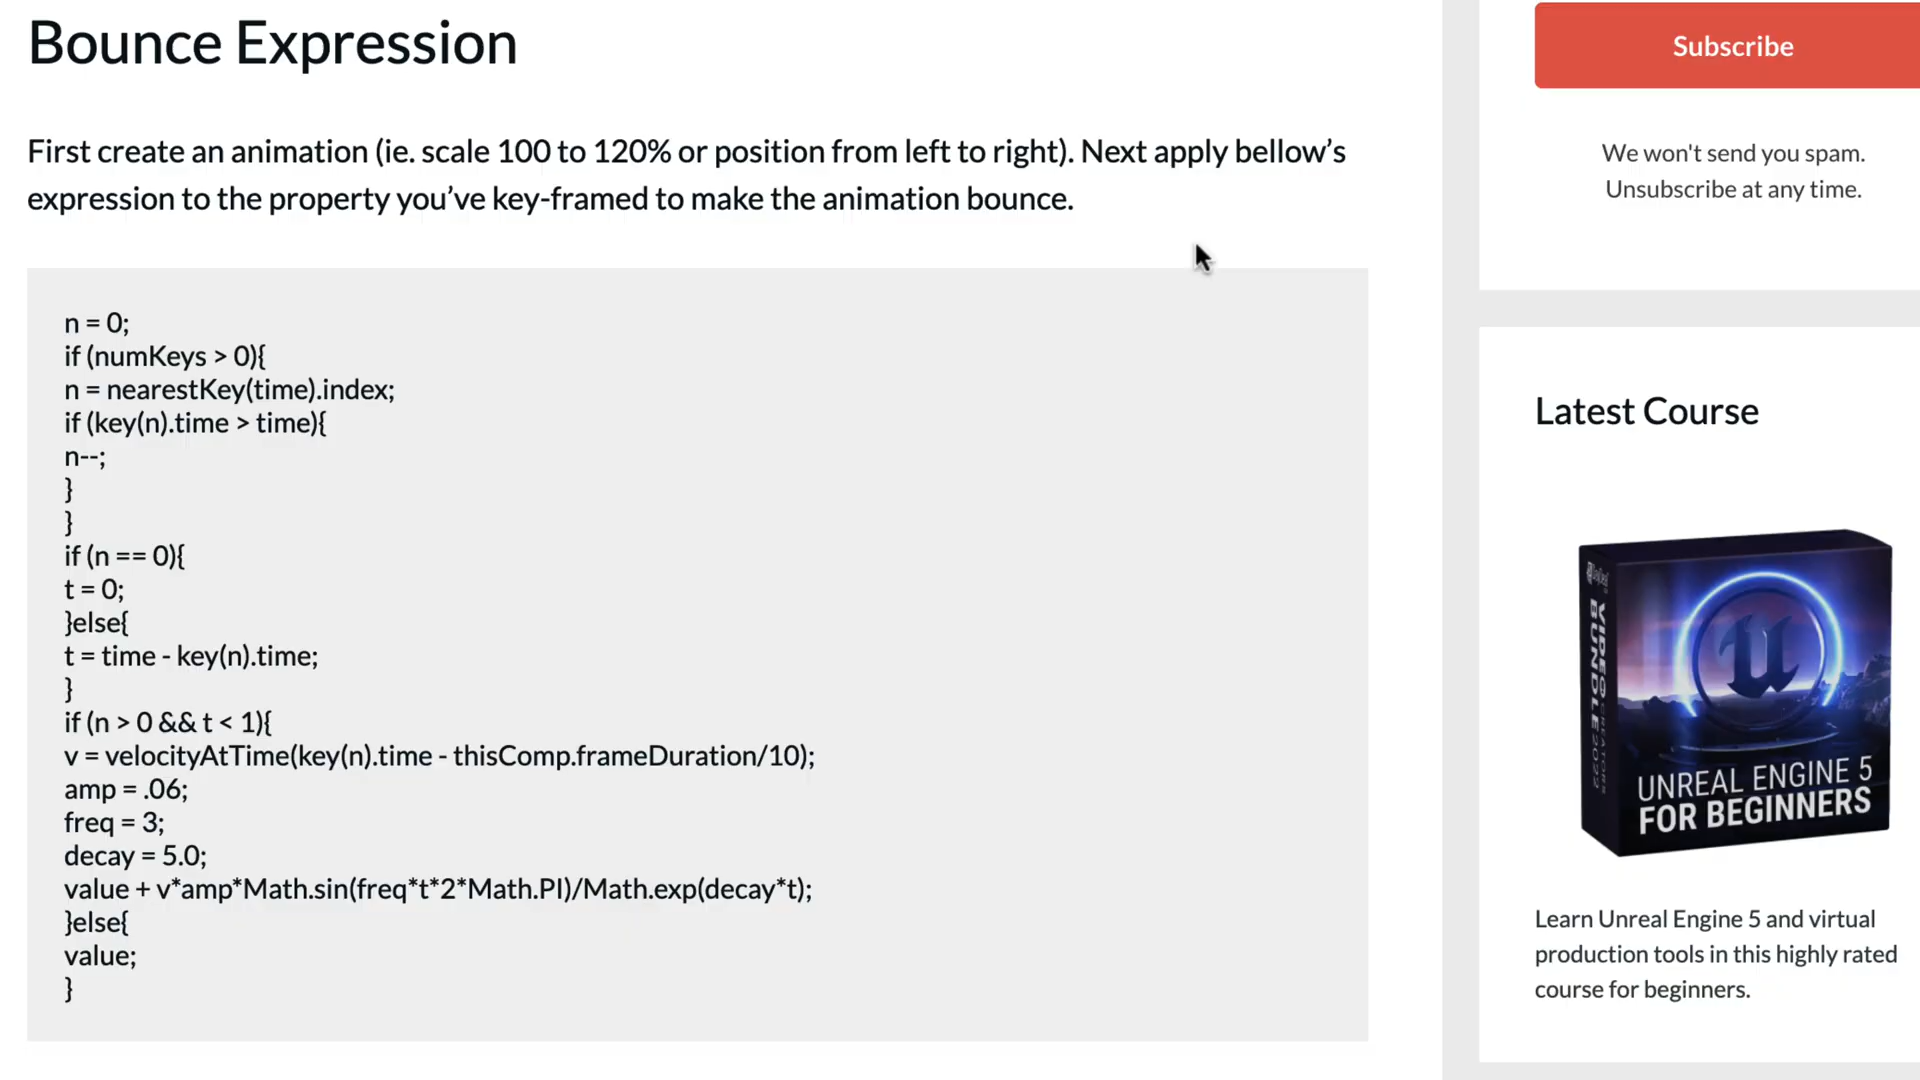 Bounce Expression
First create an animation (ie. scale 100 to 120% or position from left to right). Next apply bellow’s
expression to the property you’ve key-framed to make the animation bounce.
n = 0;
if (numKeys > 0){
n = nearestKey(time).index;
if (key(n).time > time){
n--;
}
}
if (n == 0){
t = 0;
}else{
t = time - key(n).time;
}
if (n > 0 && t < 1){
v = velocityAtTime(key(n).time - thisComp.frameDuration/10);
amp = .06;
freq = 3;
decay = 5.0;
value + v*amp*Math.sin(freq*t*2*Math.PI)/Math.exp(decay*t);
}else{
value;
}
Subscribe
We won't send you spam.
Unsubscribe at any time.
Latest Course
VIDEO CREATORS
BUNDLE 2022
UNREAL ENGINE 5
FOR BEGINNERS
Learn Unreal Engine 5 and virtual
production tools in this highly rated
course for beginners.